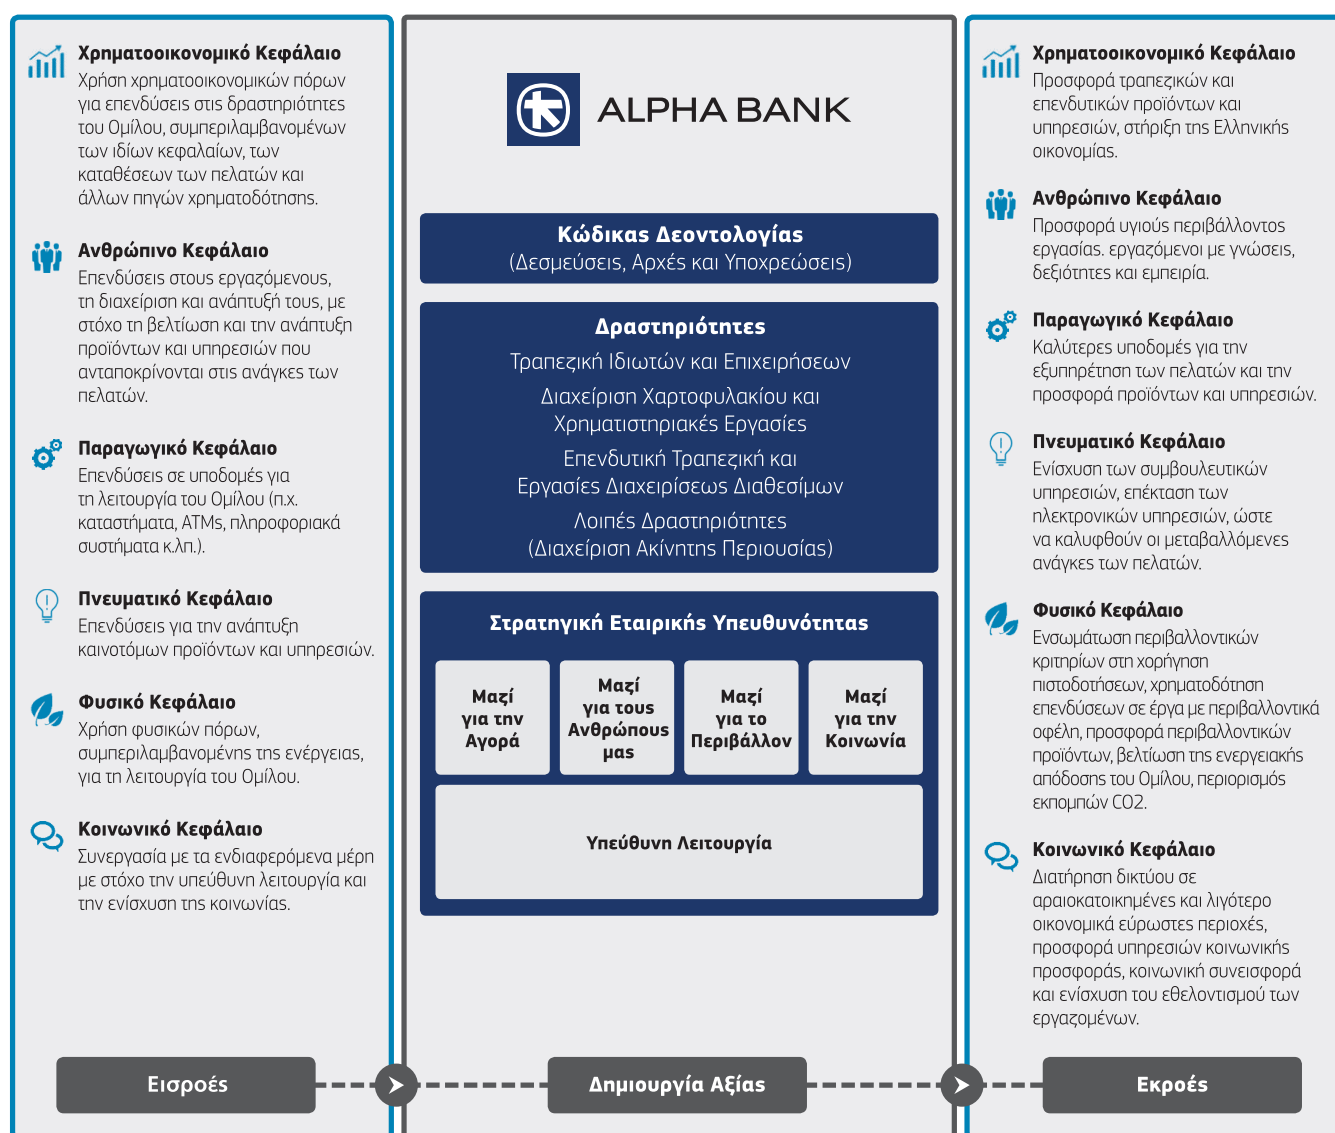 Χρηματοοικονομικό Κεφάλαιο
Χρήση χρηματοοικονομικών πόρων
για επενδύσεις στις δραστηριότητες
του Ομίλου, συμπεριλαμβανομένων
των ιδίων κεφαλαίων, των
καταθέσεων των πελατών και
άλλων πηγών χρηματοδότησης.
Ανθρώπινο Κεφάλαιο
Επενδύσεις στους εργαζόμενους,
τη διαχείριση και ανάπτυξή τους, με
στόχο τη βελτίωση και την ανάπτυξη
προϊόντων και υπηρεσιών που
ανταποκρίνονται στις ανάγκες των
πελατών.
Παραγωγικό Κεφάλαιο
Επενδύσεις σε υποδομές για
τη λειτουργία του Ομίλου (π.χ.
καταστήματα, ATMs, πληροφοριακά
συστήματα κ.λπ.).
Πνευματικό Κεφάλαιο
Επενδύσεις για την ανάπτυξη
καινοτόμων προϊόντων και υπηρεσιών.
Φυσικό Κεφάλαιο
Χρήση φυσικών πόρων,
συμπεριλαμβανομένης της ενέργειας,
για τη λειτουργία του Ομίλου.
Κοινωνικό Κεφάλαιο
Συνεργασία με τα ενδιαφερόμενα μέρη
με στόχο την υπεύθυνη λειτουργία και
την ενίσχυση της κοινωνίας.
Εισροές
ALPHA BANK
Κώδικας Δεοντολογίας
(Δεσμεύσεις, Αρχές και Υποχρεώσεις)
Δραστηριότητες
Τραπεζική Ιδιωτών και Επιχειρήσεων
Διαχείριση Χαρτοφυλακίου και
Χρηματιστηριακές Εργασίες
Επενδυτική Τραπεζική και
Εργασίες Διαχειρίσεως Διαθεσίμων
Λοιπές Δραστηριότητες
(Διαχείριση Ακίνητης Περιουσίας)
Στρατηγική Εταιρικής Υπευθυνότητας
Μαζί
για την
Αγορά
Μαζί
για τους
Ανθρώπους
μας
Μαζί
για το
Περιβάλλον
Μαζί
για την
Κοινωνία
Υπεύθυνη Λειτουργία
Δημιουργία Αξίας
Χρηματοοικονομικό Κεφάλαιο
Προσφορά τραπεζικών και
επενδυτικών προϊόντων και
υπηρεσιών, στήριξη της Ελληνικής
οικονομίας.
Ανθρώπινο Κεφάλαιο
Προσφορά υγιούς περιβάλλοντος
εργασίας. εργαζόμενοι με γνώσεις,
δεξιότητες και εμπειρία.
Παραγωγικό Κεφάλαιο
Καλύτερες υποδομές για την
εξυπηρέτηση των πελατών και την
προσφορά προϊόντων και υπηρεσιών.
Πνευματικό Κεφάλαιο
Ενίσχυση των συμβουλευτικών
υπηρεσιών, επέκταση των
ηλεκτρονικών υπηρεσιών, ώστε
να καλυφθούν οι μεταβαλλόμενες
ανάγκες των πελατών.
Φυσικό Κεφάλαιο
Ενσωμάτωση περιβαλλοντικών
κριτηρίων στη χορήγηση
πιστοδοτήσεων, χρηματοδότηση
επενδύσεων σε έργα με περιβαλλοντικά
οφέλη, προσφορά περιβαλλοντικών
προϊόντων, βελτίωση της ενεργειακής
απόδοσης του Ομίλου, περιορισμός
εκπομπών CO2.
Κοινωνικό Κεφάλαιο
Διατήρηση δικτύου σε
αραιοκατοικημένες και λιγότερο
οικονομικά εύρωστες περιοχές,
προσφορά υπηρεσιών κοινωνικής
προσφοράς, κοινωνική συνεισφορά
και ενίσχυση του εθελοντισμού των
εργαζομένων.
Εκροές